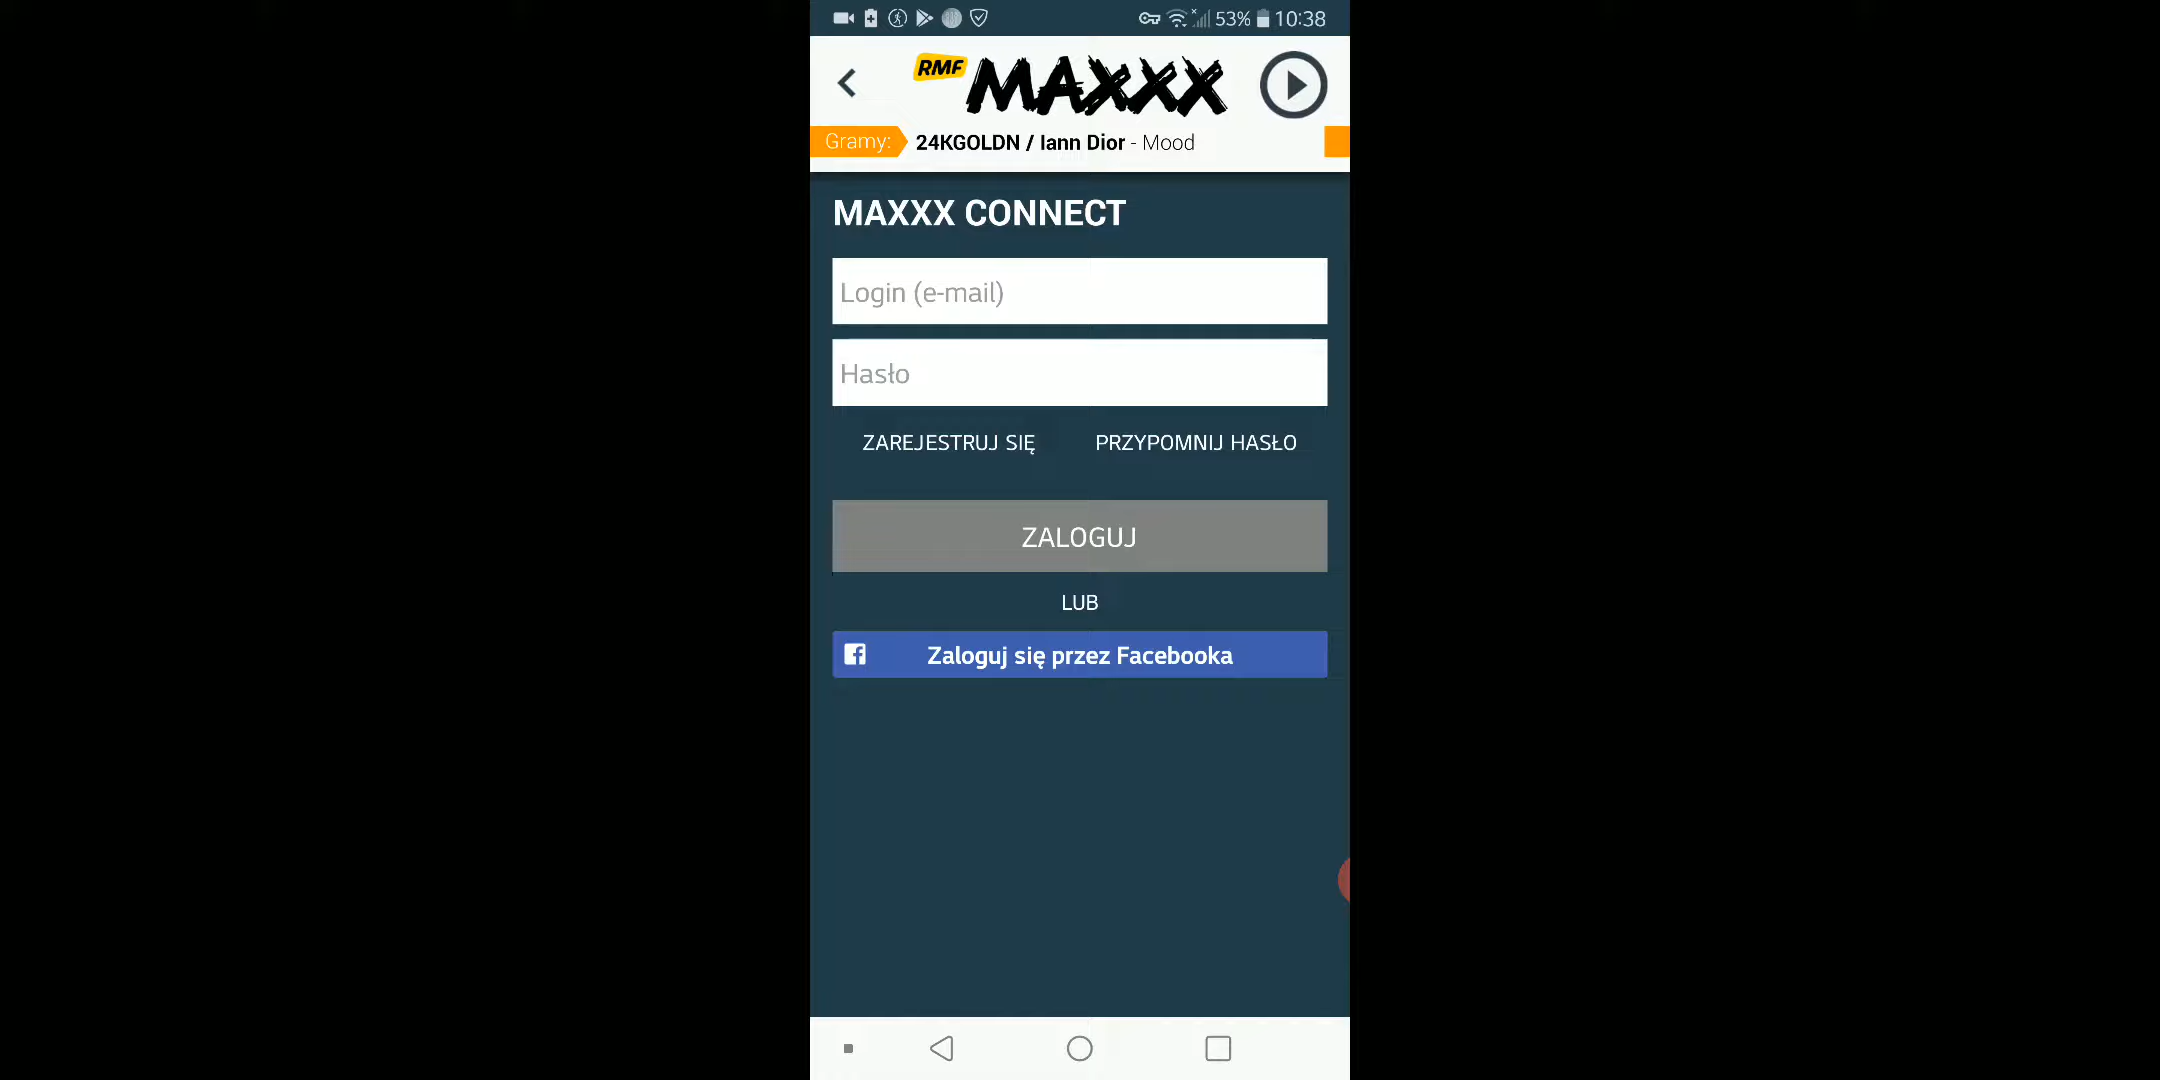 53% 10:38
RMF MAXXX
Gramy: 24KGOLDN / Iann Dior - Mood
MAXXX CONNECT
Login (e-mail)
Hasło
ZAREJESTRUJ SIĘ PRZYPOMNIJ HASŁO
ZALOGUJ
LUB
Zaloguj się przez Facebooka